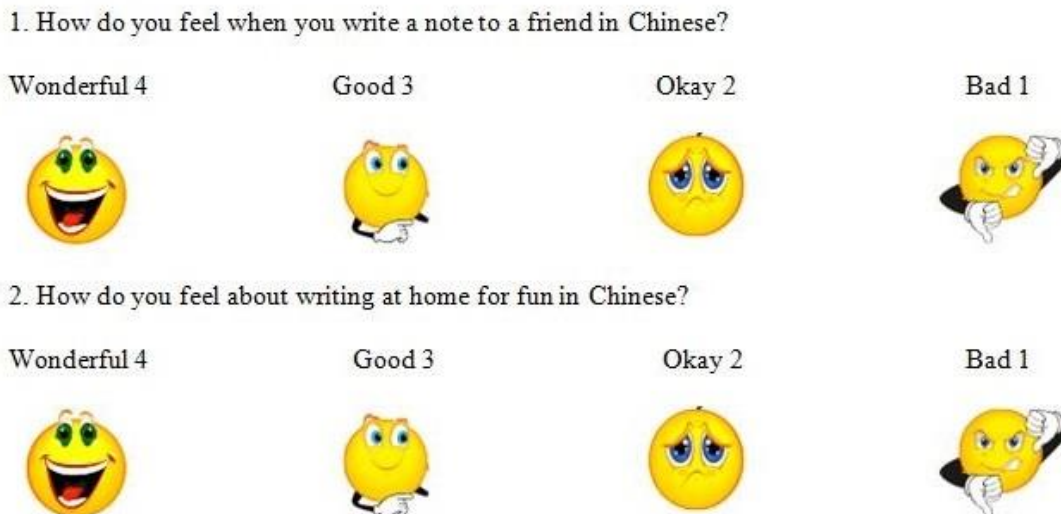 1. How do you feel when you write a note to a friend in Chinese?
Wonderful 4 Good 3 Okay 2 Bad 1
2. How do you feel about writing at home for fun in Chinese?
Wonderful 4 Good 3 Okay 2 Bad 1